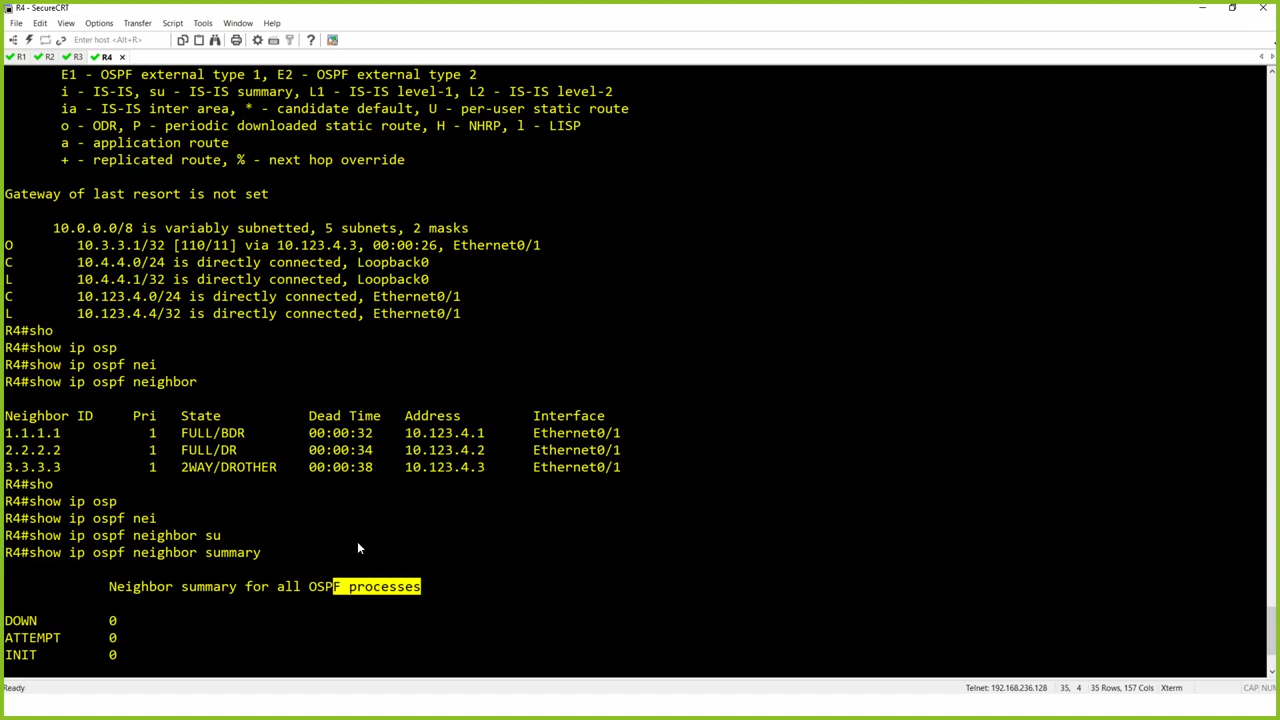 R4 - SecureCRT
File Edit View Options Transfer Script Tools Window Help
Enter host <Alt+R>
R1 R2 R3 R4
E1 - OSPF external type 1, E2 - OSPF external type 2
i - IS-IS, su - IS-IS summary, L1 - IS-IS level-1, L2 - IS-IS level-2
ia - IS-IS inter area, * - candidate default, U - per-user static route
o - ODR, P - periodic downloaded static route, H - NHRP, l - LISP
a - application route
+ - replicated route, % - next hop override
Gateway of last resort is not set
10.0.0.0/8 is variably subnetted, 5 subnets, 2 masks
O 10.3.3.1/32 [110/11] via 10.123.4.3, 00:00:26, Ethernet0/1
C 10.4.4.0/24 is directly connected, Loopback0
L 10.4.4.1/32 is directly connected, Loopback0
C 10.123.4.0/24 is directly connected, Ethernet0/1
L 10.123.4.4/32 is directly connected, Ethernet0/1
R4#sho
R4#show ip osp
R4#show ip ospf nei
R4#show ip ospf neighbor
Neighbor ID Pri State Dead Time Address Interface
1.1.1.1 1 FULL/BDR 00:00:32 10.123.4.1 Ethernet0/1
2.2.2.2 1 FULL/DR 00:00:34 10.123.4.2 Ethernet0/1
3.3.3.3 1 2WAY/DROTHER 00:00:38 10.123.4.3 Ethernet0/1
R4#sho
R4#show ip osp
R4#show ip ospf nei
R4#show ip ospf neighbor su
R4#show ip ospf neighbor summary
Neighbor summary for all OSPF processes
DOWN 0
ATTEMPT 0
INIT 0
Ready Telnet: 192.168.236.128 35, 4 35 Rows, 157 Cols Xterm CAP NUM